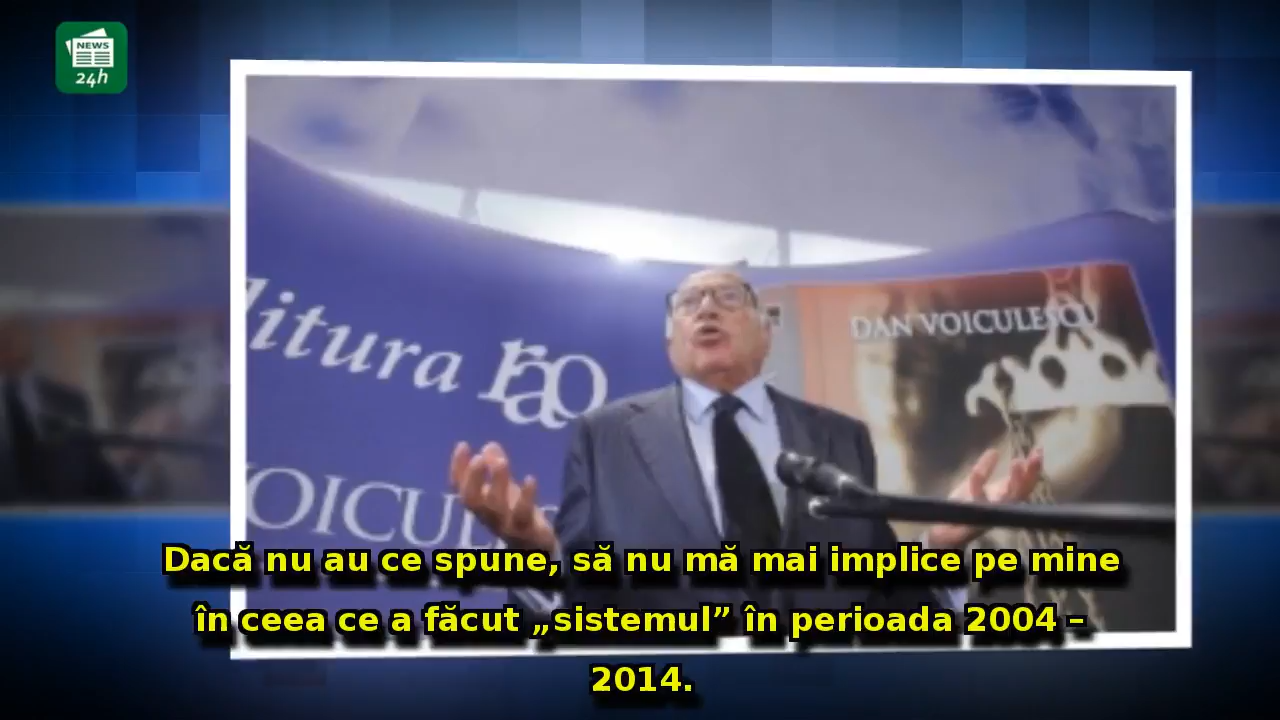 NEWS
24h
DAN VOICULESCU
litura rao
VOICUL
Dacă nu au ce spune, să nu mă mai implice pe mine
în ceea ce a făcut „sistemul” în perioada 2004 –
2014.